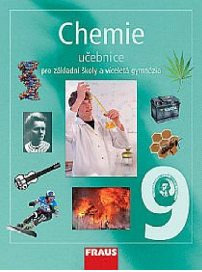 Chemie
učebnice
pro základní školy a víceletá gymnázia
9
FRAUS